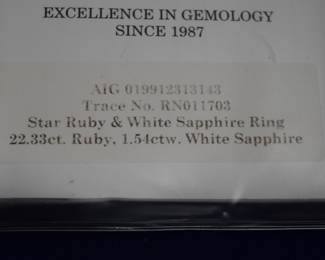 EXCELLENCE IN GEMOLOGY
SINCE 1987
AIG 019912313143
Trace No. RN011703
Star Ruby & White Sapphire Ring
22.33ct. Ruby, 1.54ctw. White Sapphire